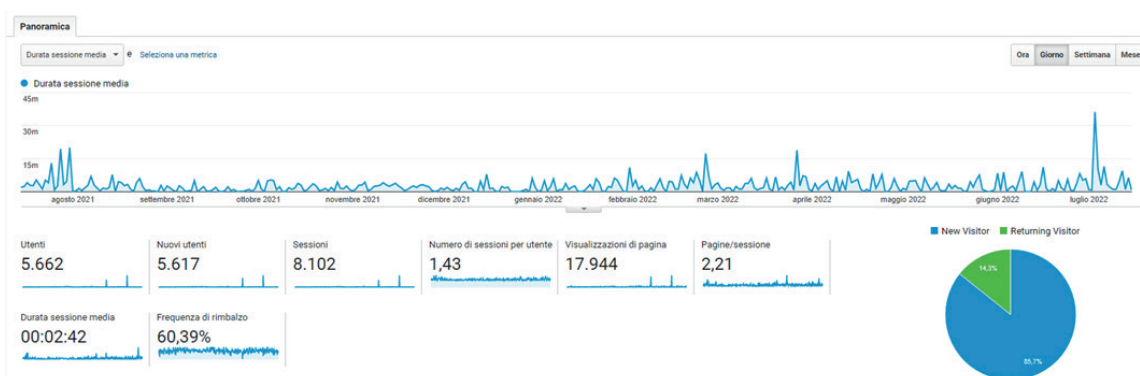 Panoramica
Durata sessione media e Seleziona una metrica
Ora Giorno Settimana Mese
Durata sessione media
45m
30m
15m
agosto 2021 settembre 2021 ottobre 2021 novembre 2021 dicembre 2021 gennaio 2022 febbraio 2022 marzo 2022 aprile 2022 maggio 2022 giugno 2022 luglio 2022
New Visitor Returning Visitor
Utenti Nuovi utenti Sessioni Numero di sessioni per utente Visualizzazioni di pagina Pagine/sessione
5.662 5.617 8.102 1,43 17.944 2,21
14,3%
Durata sessione media Frequenza di rimbalzo
00:02:42 60,39%
85,7%